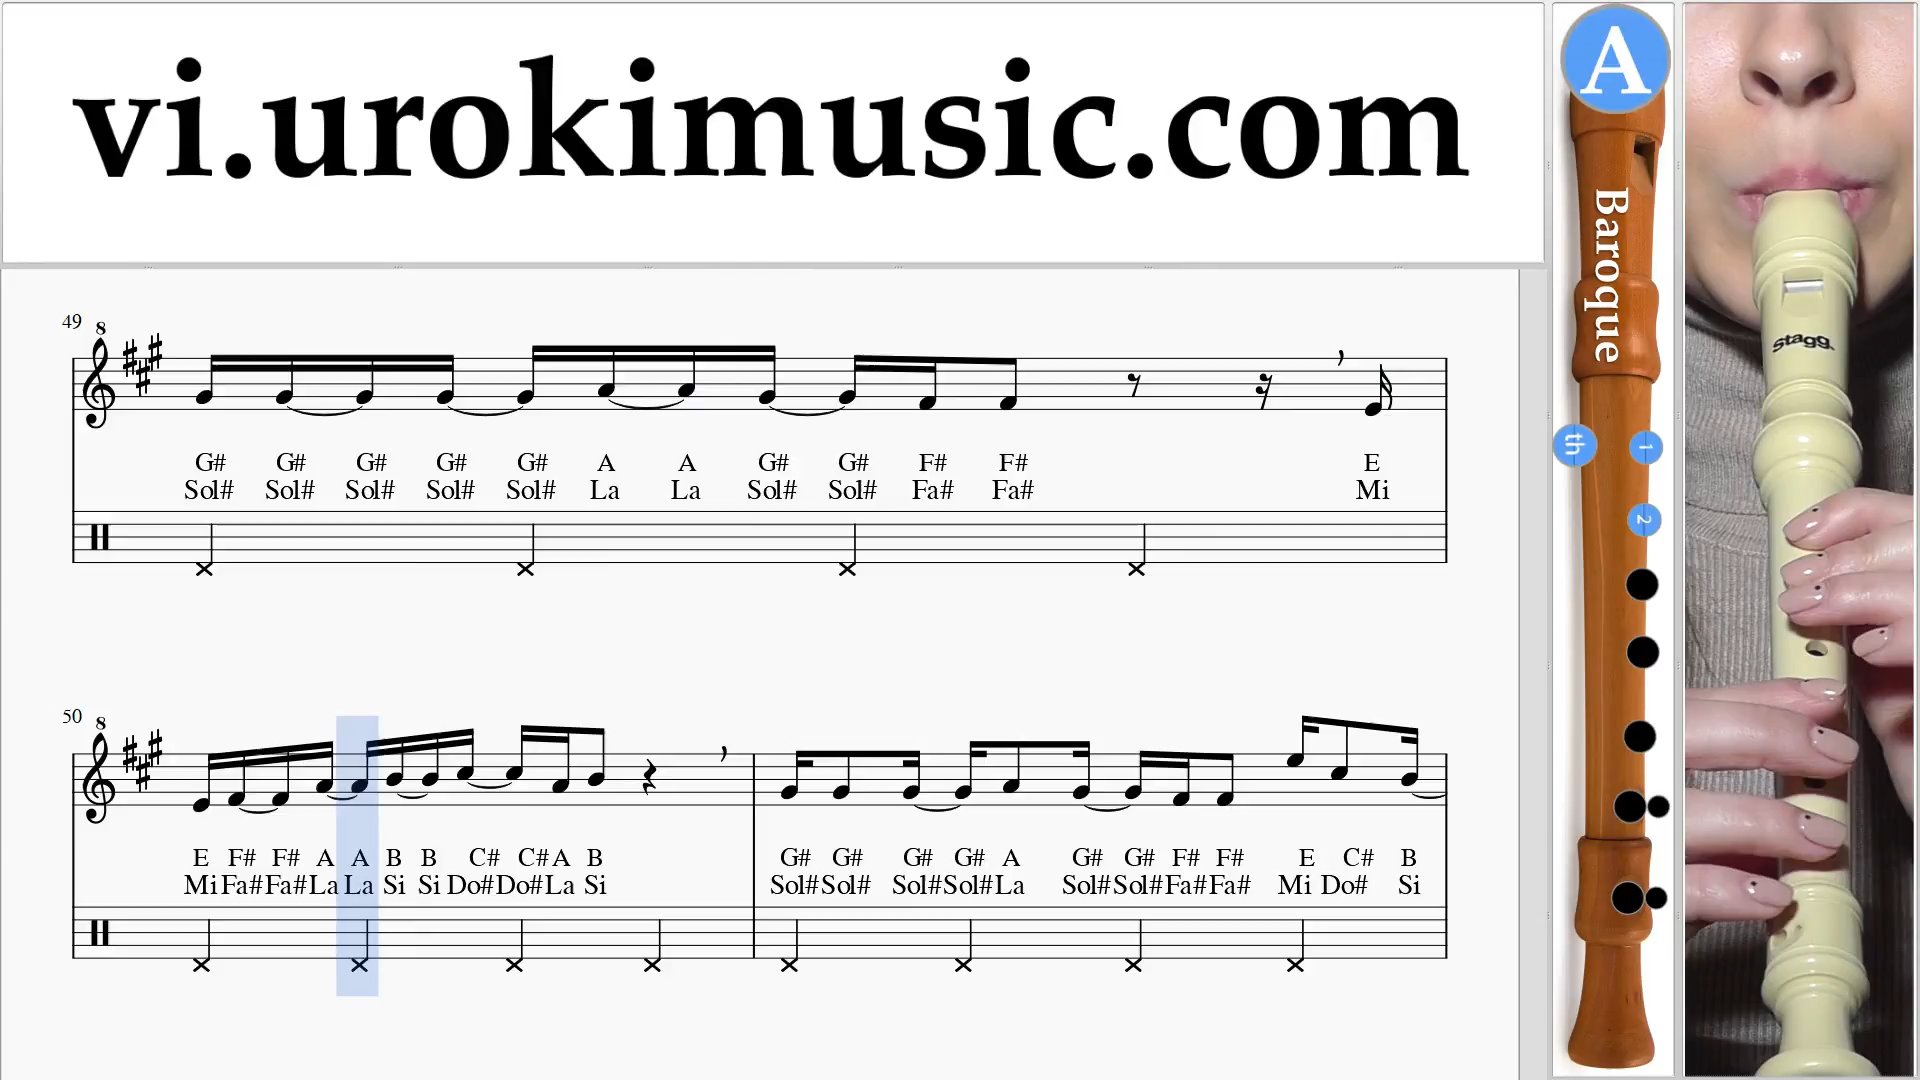 vi.urokimusic.com
A
Baroque
Stagg.
th
1
2
49
8
G# G# G# G# G# A A G# G# F# F# E
Sol# Sol# Sol# Sol# Sol# La La Sol# Sol# Fa# Fa# Mi
50
8
E F# F# A A B B C# C# A B G# G# G# G# A G# G# F# F# E C# B
Mi Fa# Fa# La La Si Si Do# Do# La Si Sol# Sol# Sol# Sol# La Sol# Sol# Fa# Fa# Mi Do# Si